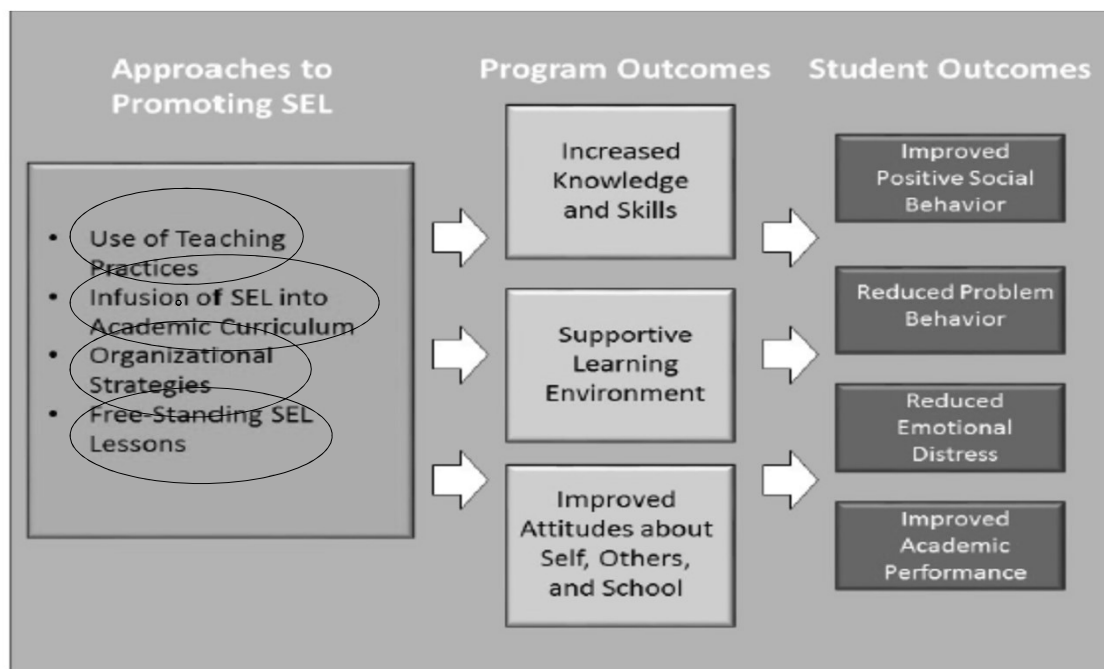 Approaches to
Promoting SEL
• Use of Teaching
Practices
• Infusion of SEL into
Academic Curriculum
• Organizational
Strategies
• Free-Standing SEL
Lessons
Program Outcomes
Increased
Knowledge
and Skills
Supportive
Learning
Environment
Improved
Attitudes about
Self, Others,
and School
Student Outcomes
Improved
Positive Social
Behavior
Reduced Problem
Behavior
Reduced
Emotional
Distress
Improved
Academic
Performance